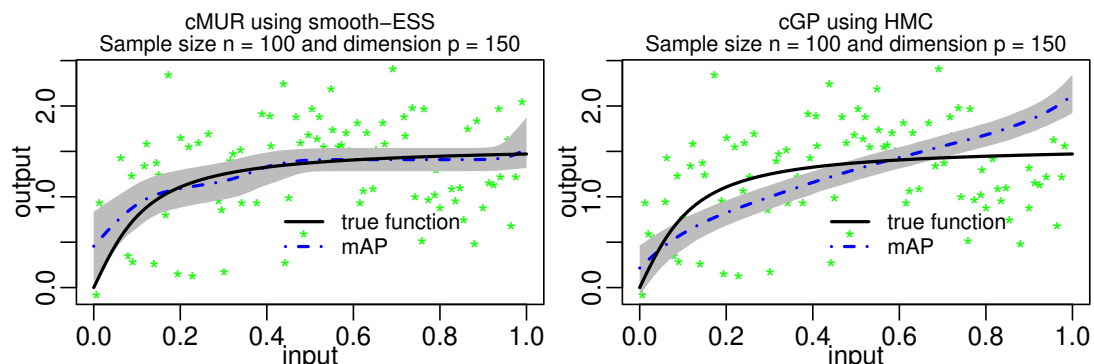 cMUR using smooth−ESS
Sample size n = 100 and dimension p = 150
output
0.0
1.0
2.0
true function
mAP
0.0 0.2 0.4 0.6 0.8 1.0
input
cGP using HMC
Sample size n = 100 and dimension p = 150
output
0.0
1.0
2.0
true function
mAP
0.0 0.2 0.4 0.6 0.8 1.0
input